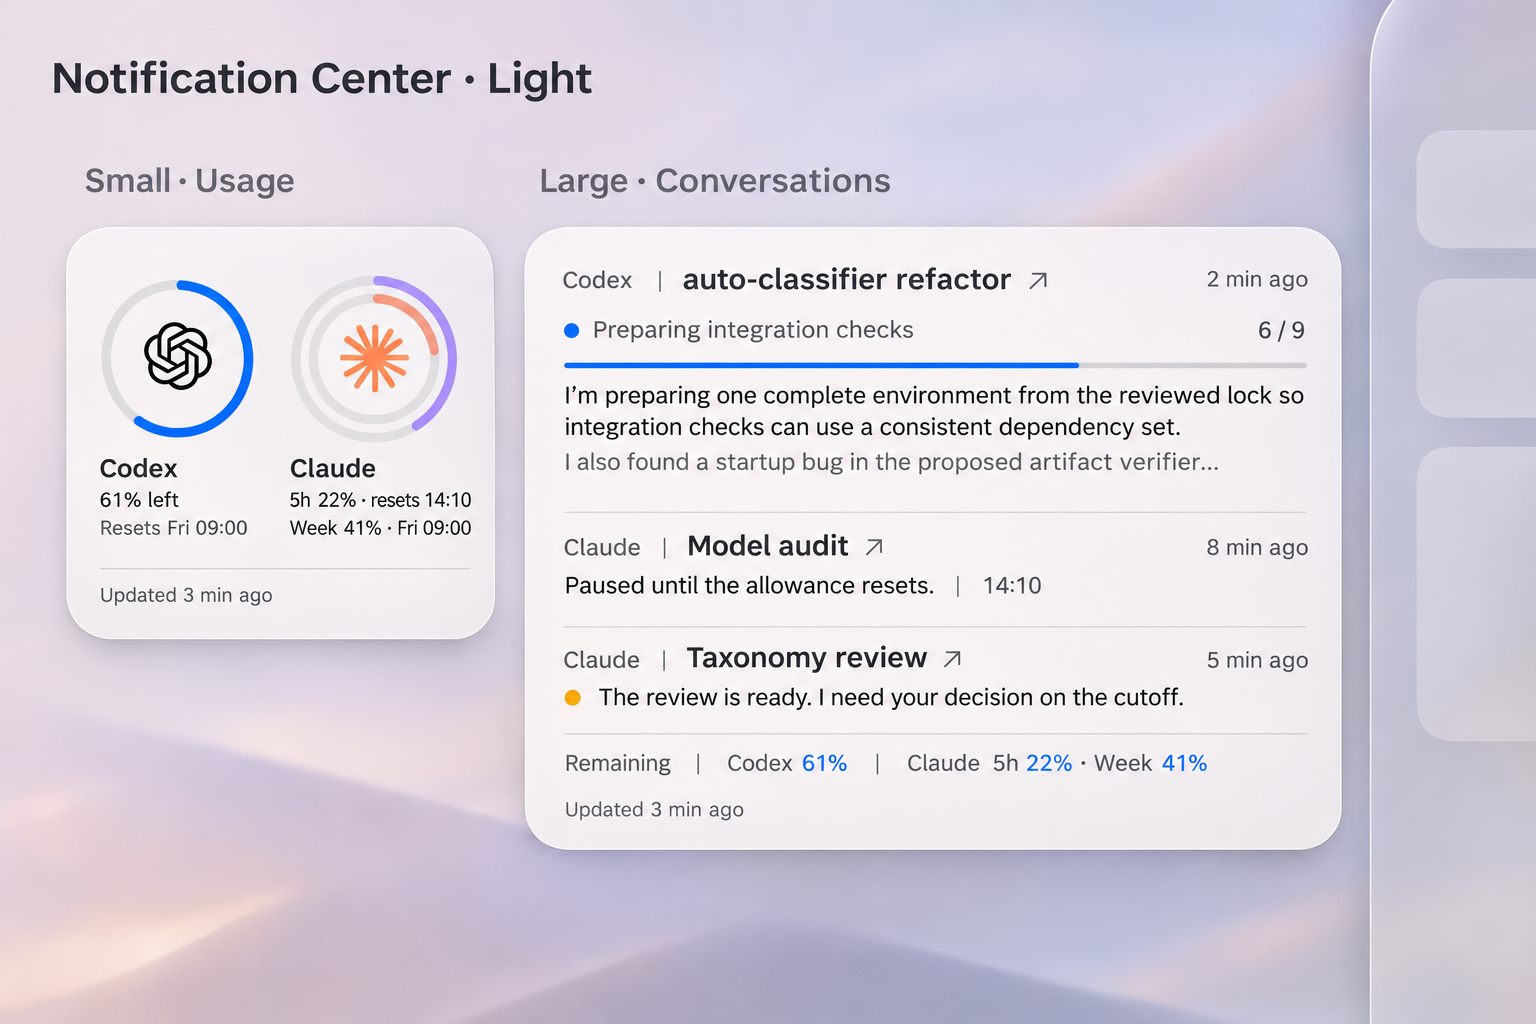 Notification Center · Light
Small · Usage
Codex
61% left
Resets Fri 09:00
Claude
5h 22% · resets 14:10
Week 41% · Fri 09:00
Updated 3 min ago
Large · Conversations
Codex | auto-classifier refactor ↗ 2 min ago
Preparing integration checks 6 / 9
I’m preparing one complete environment from the reviewed lock so
integration checks can use a consistent dependency set.
I also found a startup bug in the proposed artifact verifier...
Claude | Model audit ↗ 8 min ago
Paused until the allowance resets. | 14:10
Claude | Taxonomy review ↗ 5 min ago
The review is ready. I need your decision on the cutoff.
Remaining | Codex 61% | Claude 5h 22% · Week 41%
Updated 3 min ago